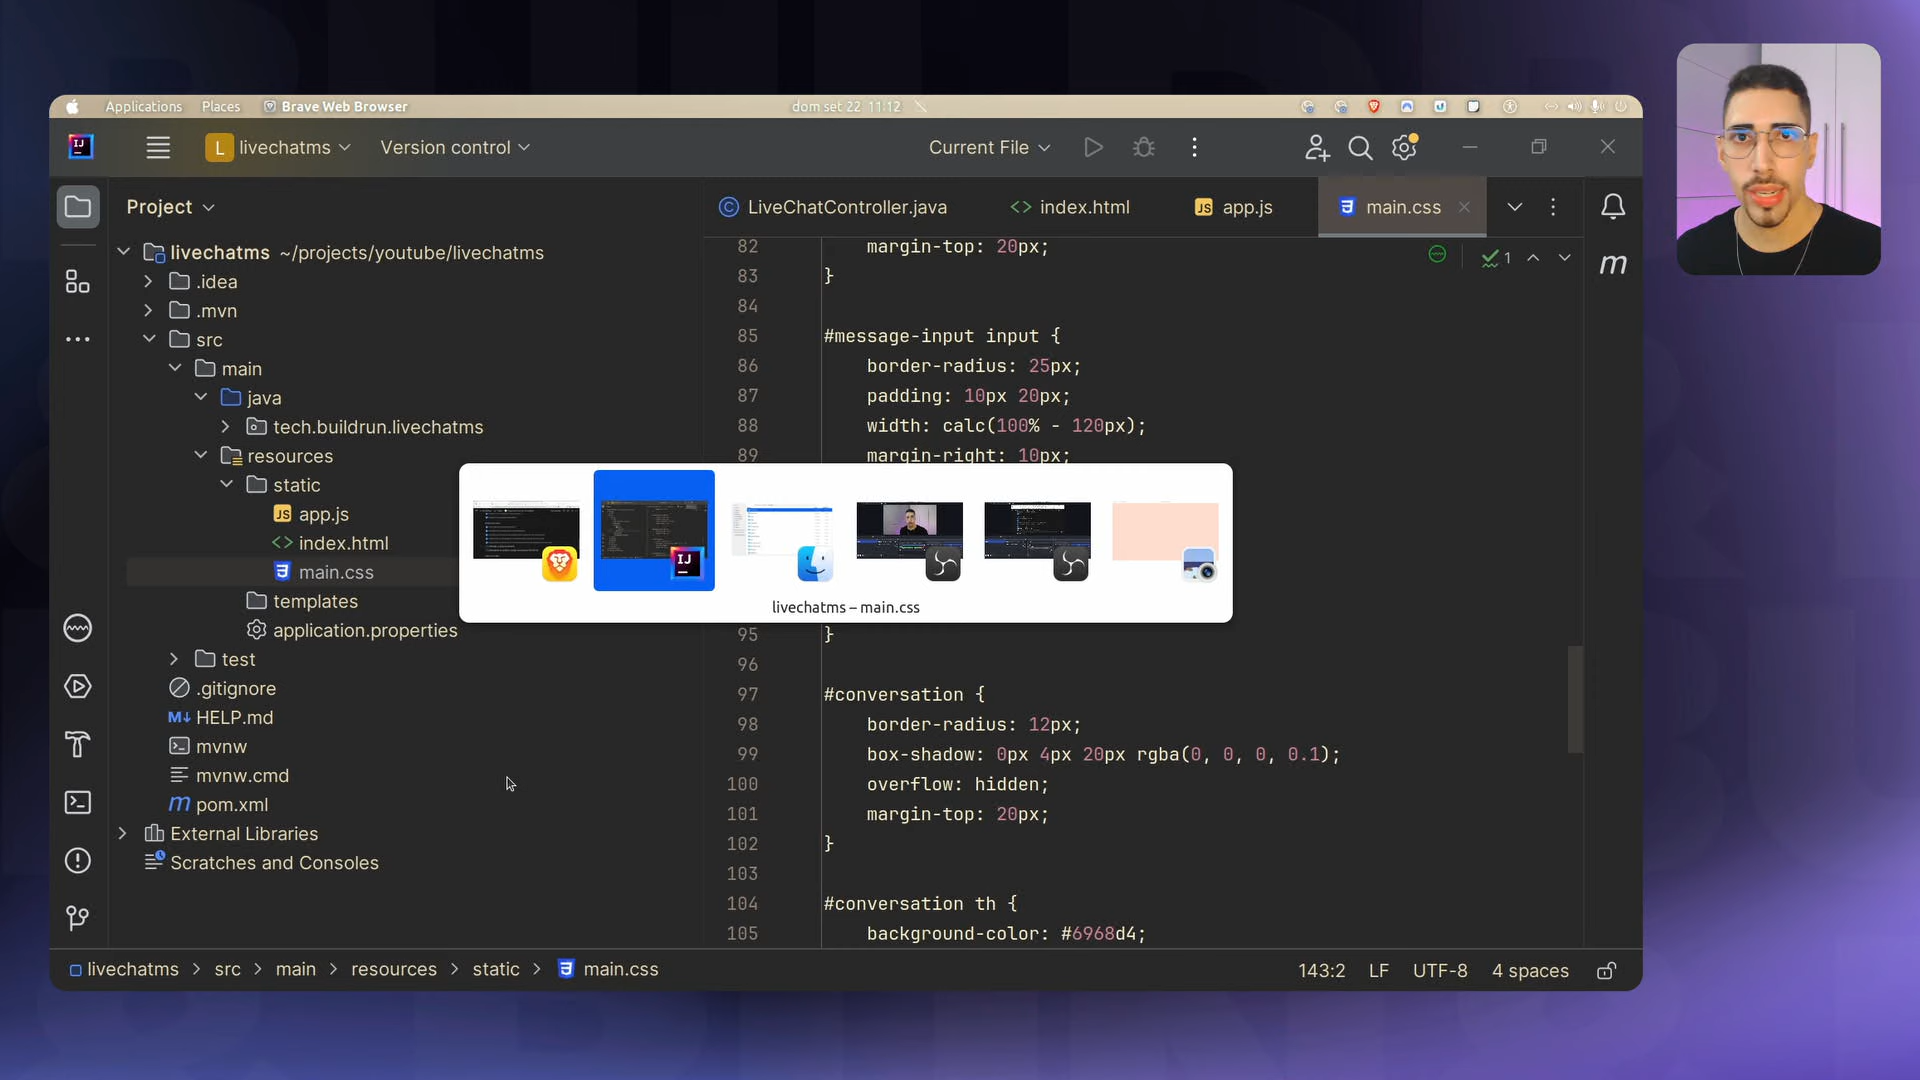 Applications Places Brave Web Browser dom set 22 11:12
L livechatms Version control Current File
Project LiveChatController.java index.html app.js main.css
livechatms ~/projects/youtube/livechatms
.idea
.mvn
src
main
java
tech.buildrun.livechatms
resources
static
JS app.js
index.html
main.css
templates
application.properties
test
.gitignore
M↓ HELP.md
mvnw
mvnw.cmd
m pom.xml
External Libraries
Scratches and Consoles
1
m
82 margin-top: 20px;
83 }
84
85 #message-input input {
86 border-radius: 25px;
87 padding: 10px 20px;
88 width: calc(100% - 120px);
89 margin-right: 10px;
livechatms – main.css
95 }
96
97 #conversation {
98 border-radius: 12px;
99 box-shadow: 0px 4px 20px rgba(0, 0, 0, 0.1);
100 overflow: hidden;
101 margin-top: 20px;
102 }
103
104 #conversation th {
105 background-color: #6968d4;
livechatms > src > main > resources > static > main.css 143:2 LF UTF-8 4 spaces